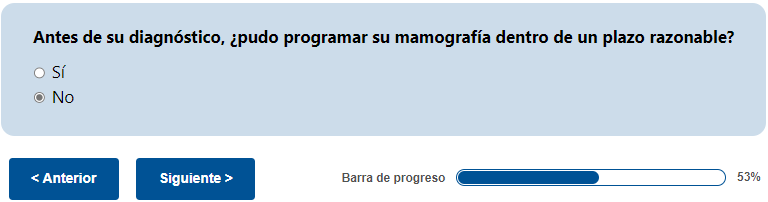 Antes de su diagnóstico, ¿pudo programar su mamografía dentro de un plazo razonable?
Sí
No
< Anterior
Siguiente >
Barra de progreso
53%